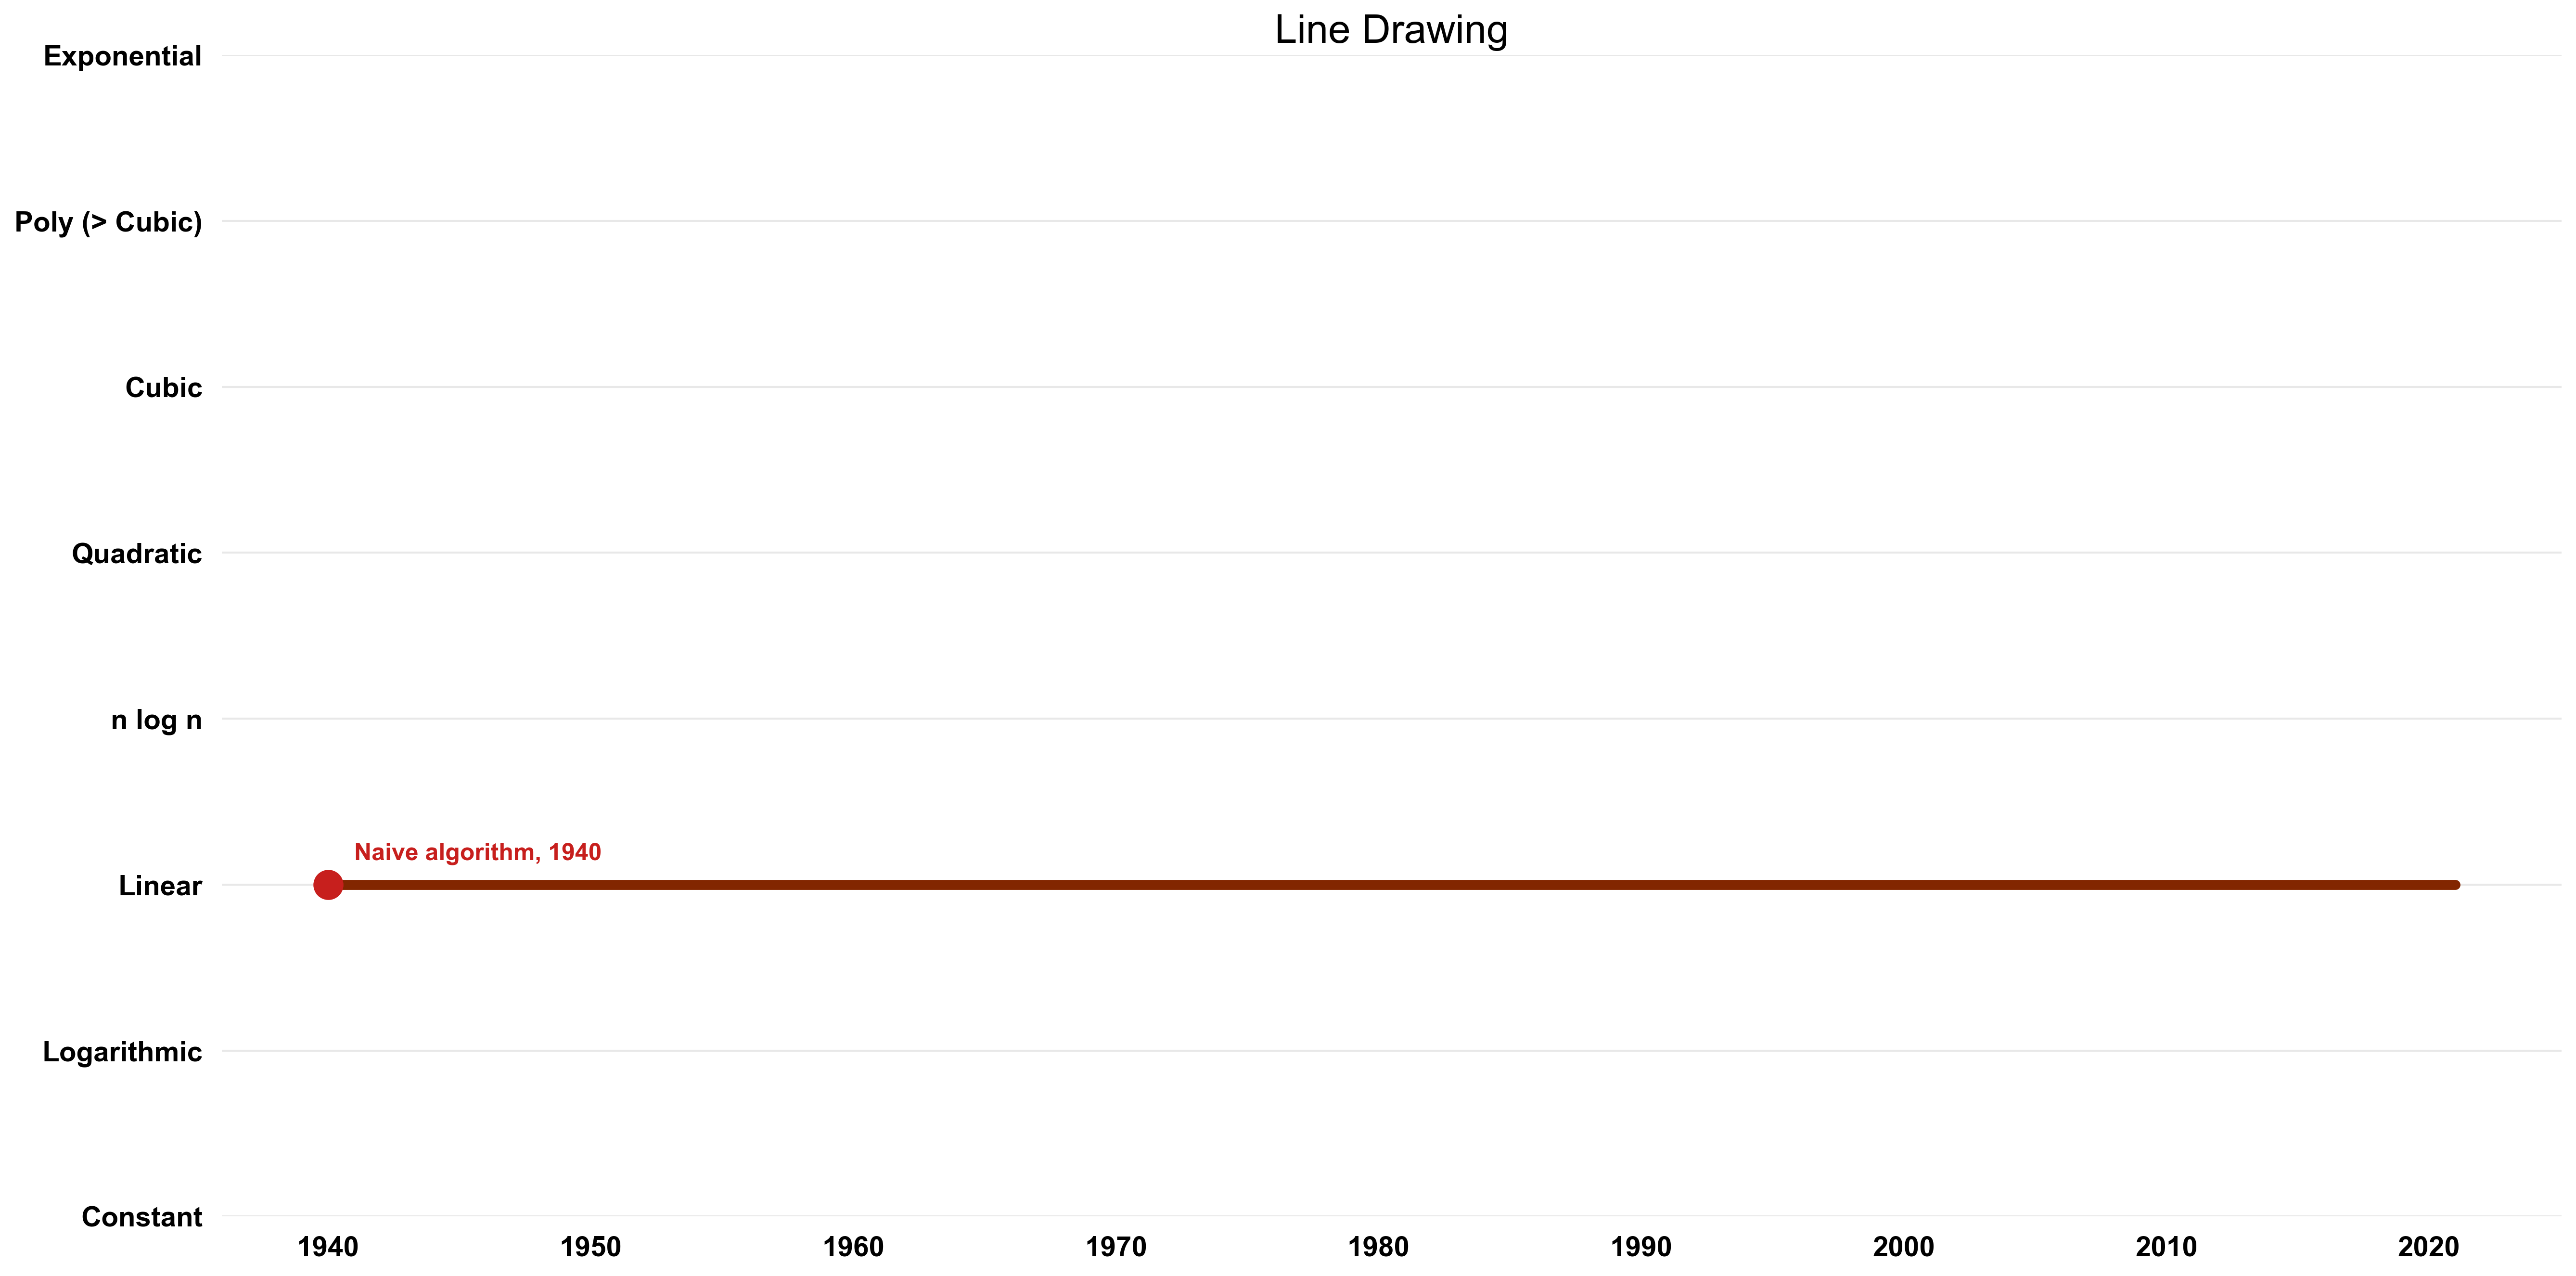 Line Drawing
Exponential
Poly (> Cubic)
Cubic
Quadratic
n log n
Naive algorithm, 1940
Linear
Logarithmic
Constant
1940 1950 1960 1970 1980 1990 2000 2010 2020